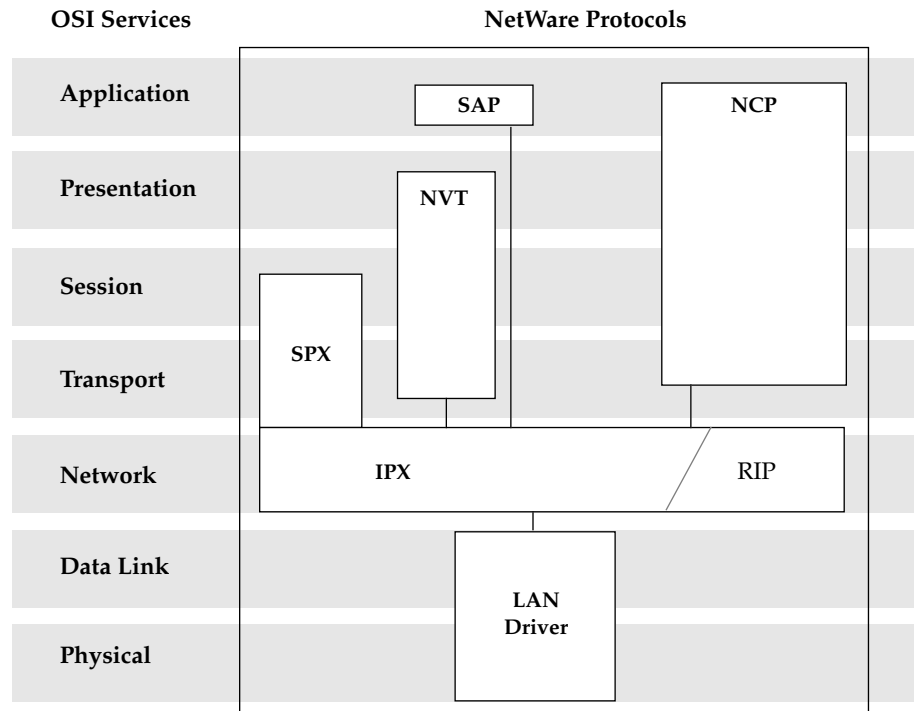 OSI Services
NetWare Protocols
Application
SAP
NCP
Presentation
NVT
Session
SPX
Transport
Network
IPX
RIP
Data Link
LAN
Driver
Physical